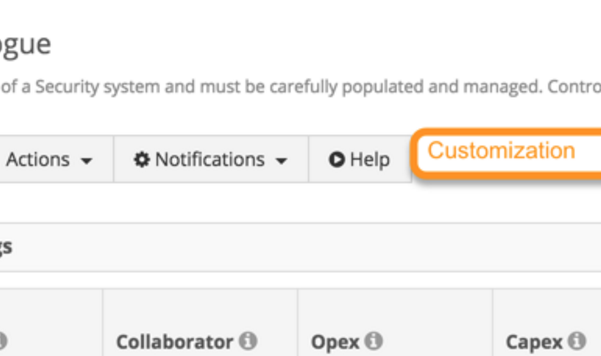 ogue
of a Security system and must be carefully populated and managed. Contro
Actions Notifications Help Customization
gs
Collaborator Opex Capex